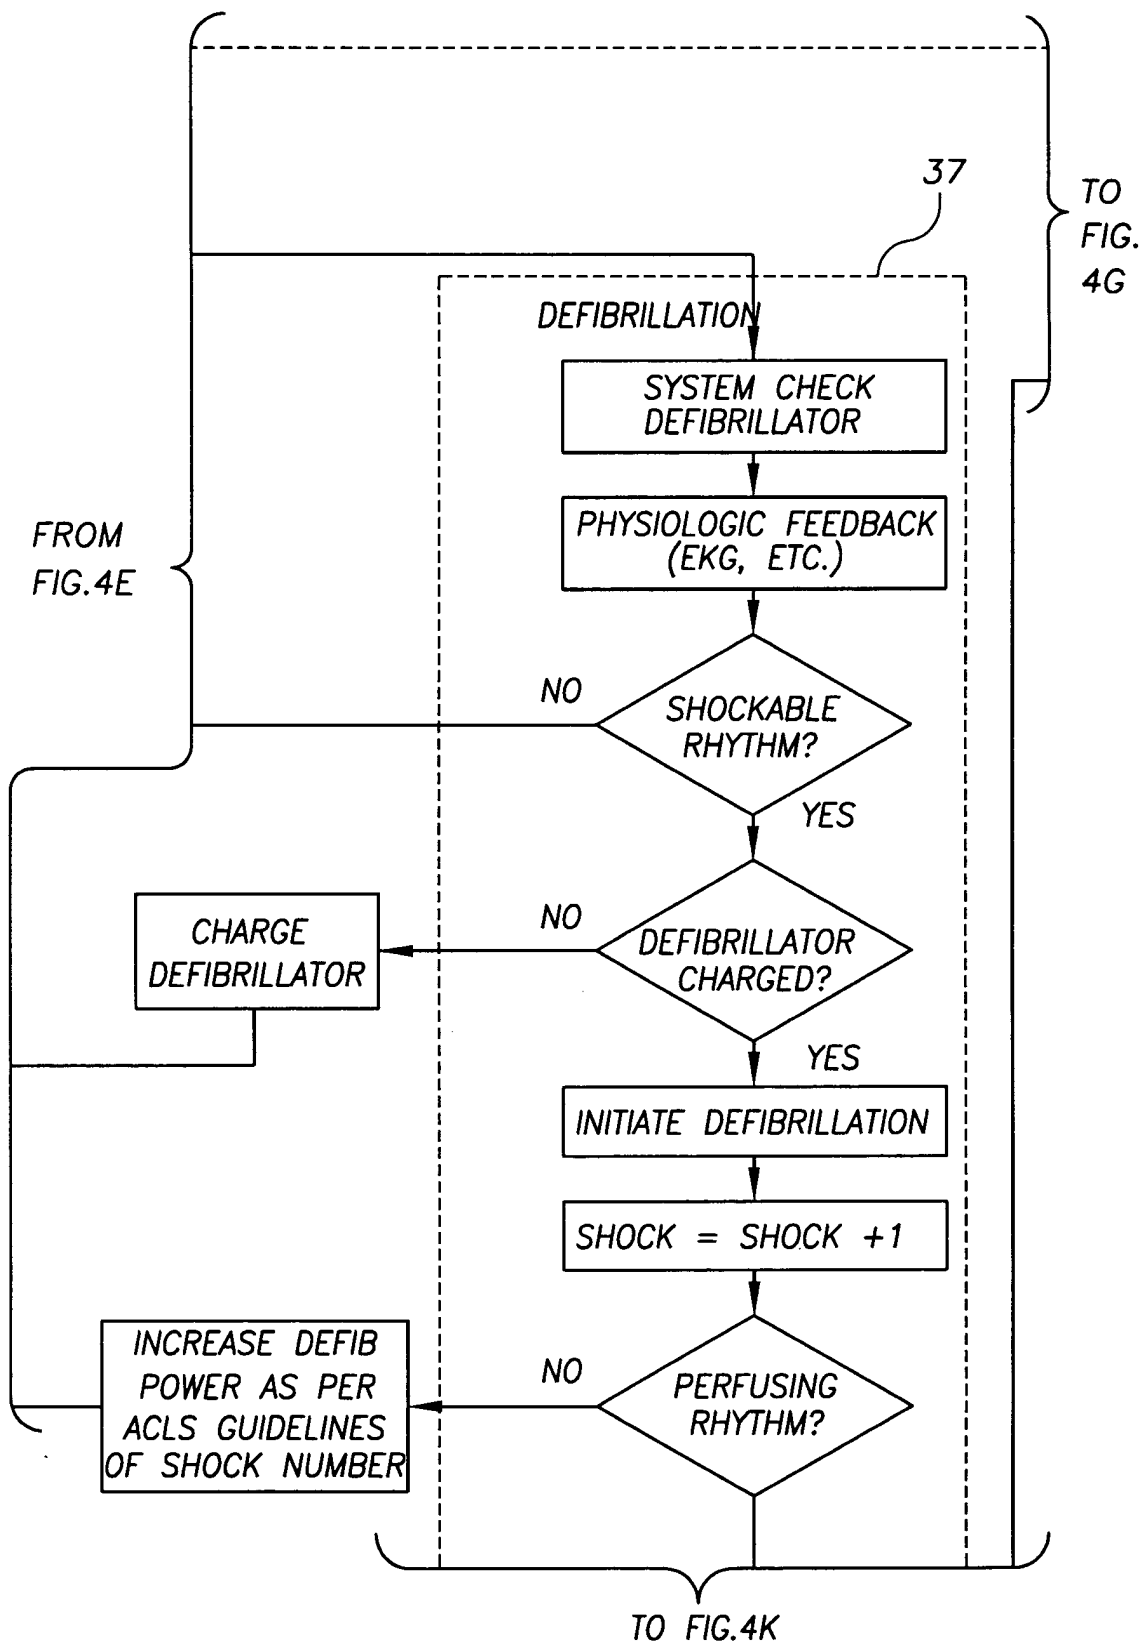 37
TO
FIG.
4G
DEFIBRILLATION
SYSTEM CHECK
DEFIBRILLATOR
PHYSIOLOGIC FEEDBACK
(EKG, ETC.)
FROM
FIG.4E
NO
SHOCKABLE
RHYTHM?
YES
CHARGE
DEFIBRILLATOR
NO
DEFIBRILLATOR
CHARGED?
YES
INITIATE DEFIBRILLATION
SHOCK = SHOCK +1
INCREASE DEFIB
POWER AS PER
ACLS GUIDELINES
OF SHOCK NUMBER
NO
PERFUSING
RHYTHM?
TO FIG.4K